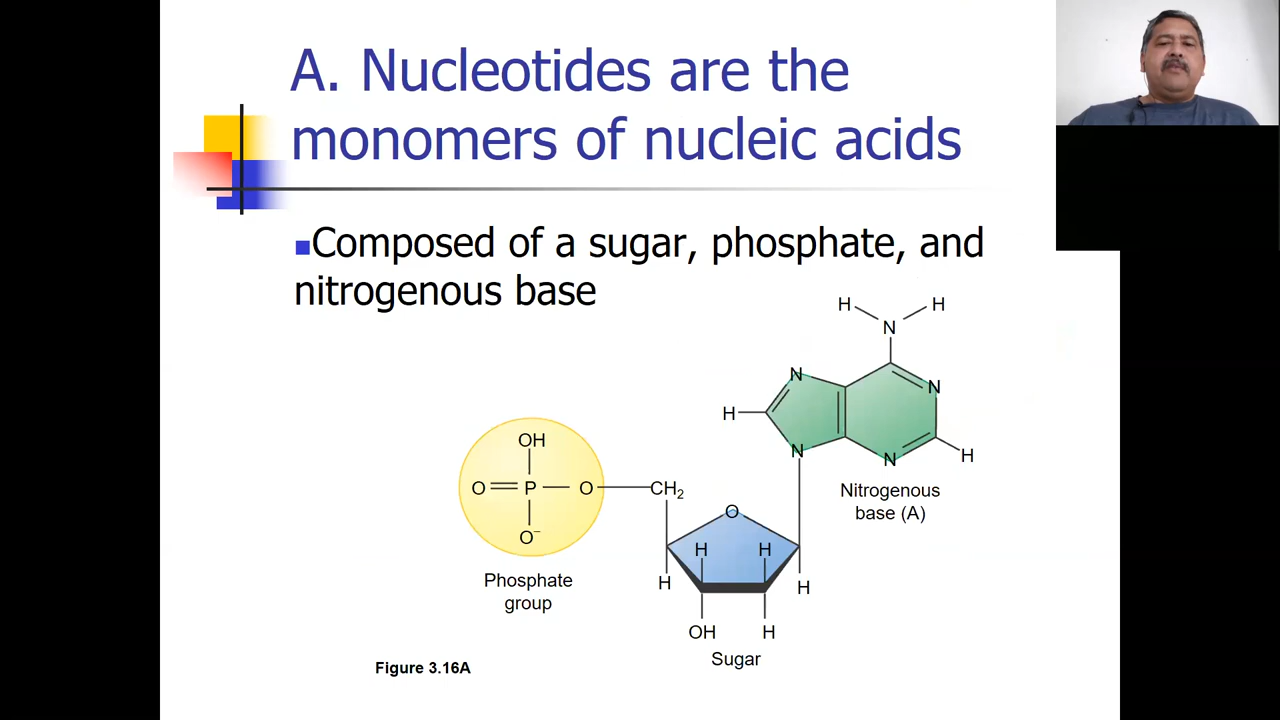 A. Nucleotides are the
monomers of nucleic acids
Composed of a sugar, phosphate, and
nitrogenous base
H H
N
N N
H
N N H
Nitrogenous
base (A)
OH
O P O CH₂
O⁻
O
H H
H H
OH H
Phosphate
group
Sugar
Figure 3.16A